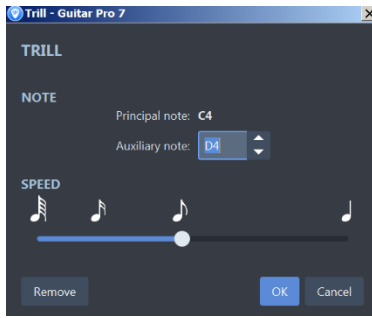 Trill - Guitar Pro 7
TRILL
NOTE
Principal note: C4
Auxiliary note: D4
SPEED
Remove
OK
Cancel